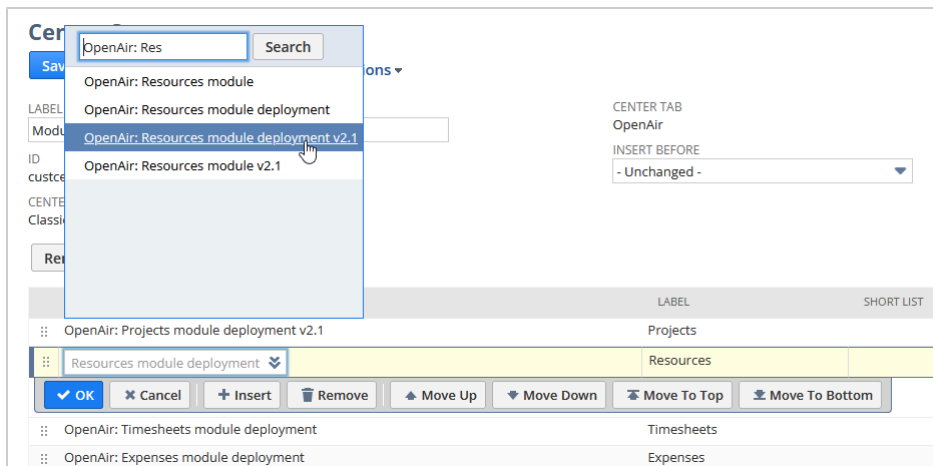 Cer
OpenAir: Res
Search
Sav
ions
OpenAir: Resources module
OpenAir: Resources module deployment
OpenAir: Resources module deployment v2.1
OpenAir: Resources module v2.1
LABEL
Modu
ID
custce
CENTE
Classi
Rei
CENTER TAB
OpenAir
INSERT BEFORE
- Unchanged -
LABEL
SHORT LIST
OpenAir: Projects module deployment v2.1
Projects
Resources module deployment
Resources
OK
Cancel
Insert
Remove
Move Up
Move Down
Move To Top
Move To Bottom
OpenAir: Timesheets module deployment
Timesheets
OpenAir: Expenses module deployment
Expenses